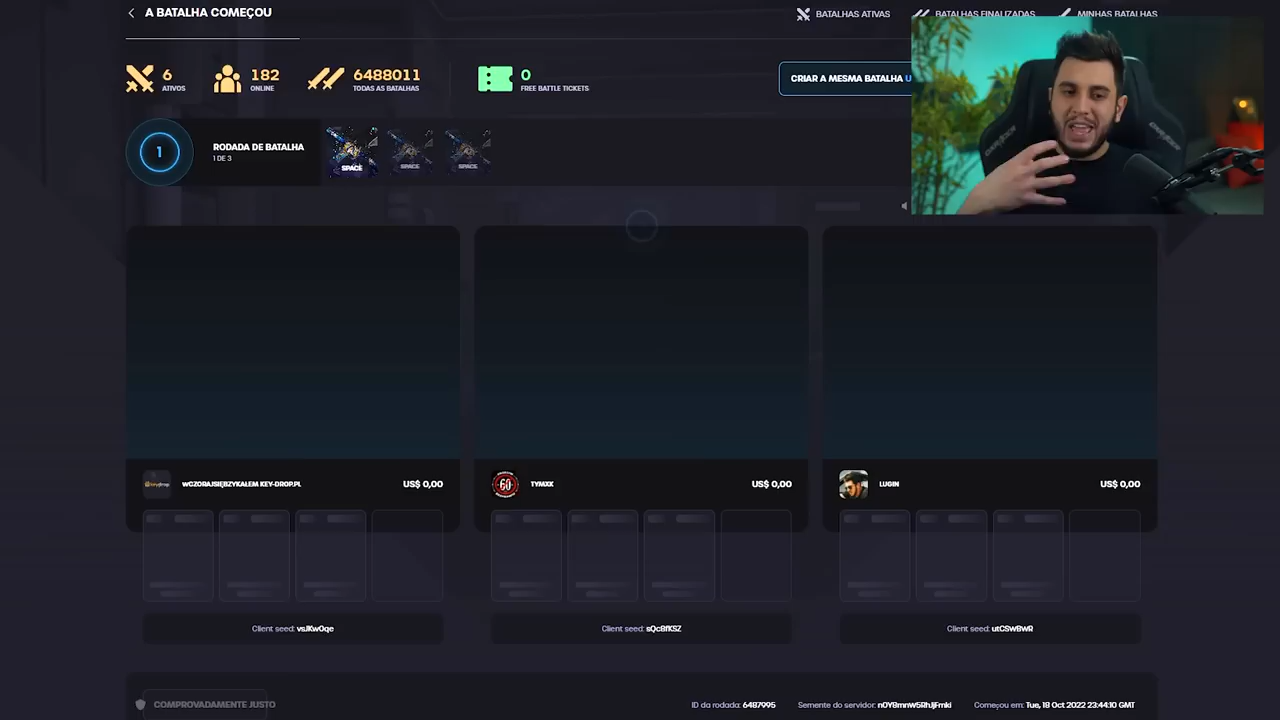 A BATALHA COMEÇOU
BATALHAS ATIVAS
BATALHAS FINALIZADAS
MINHAS BATALHAS
6
ATIVOS
182
ONLINE
6488011
TODAS AS BATALHAS
0
FREE BATTLE TICKETS
CRIAR A MESMA BATALHA U
1
RODADA DE BATALHA
1 DE 3
SPACE
SPACE
SPACE
WCZORAJSIĘBZYKAŁEM KEY-DROP.PL
US$ 0,00
TYMXX
US$ 0,00
LUGIN
US$ 0,00
Client seed: vsJKwOqe
Client seed: sQcBfKSZ
Client seed: utCSWBWR
COMPROVADAMENTE JUSTO
ID da rodada: 6487995
Semente do servidor: n0Y8mnW5RhJjFmki
Começou em: Tue, 18 Oct 2022 23:44:10 GMT